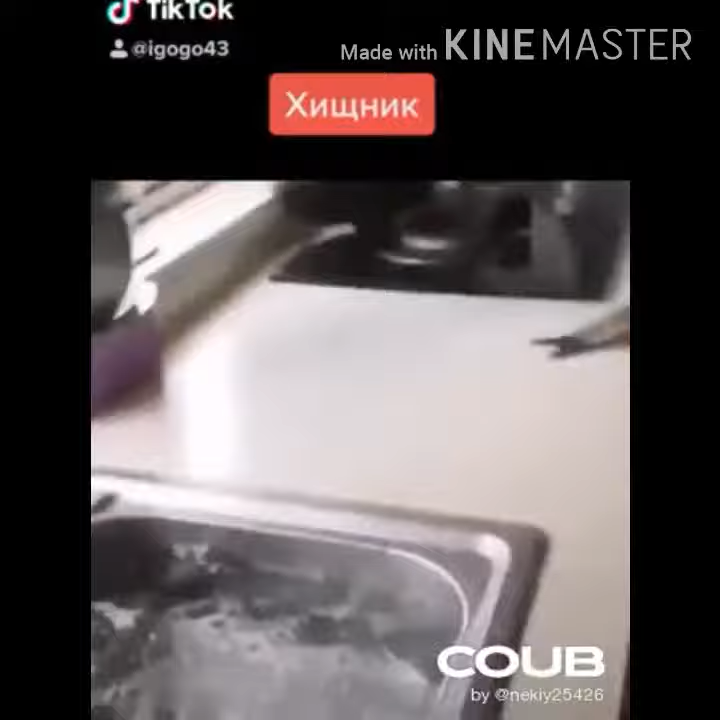 TikTok
@igogo43
Made with KINEMASTER
Хищник
COUB
by @nekiy25426